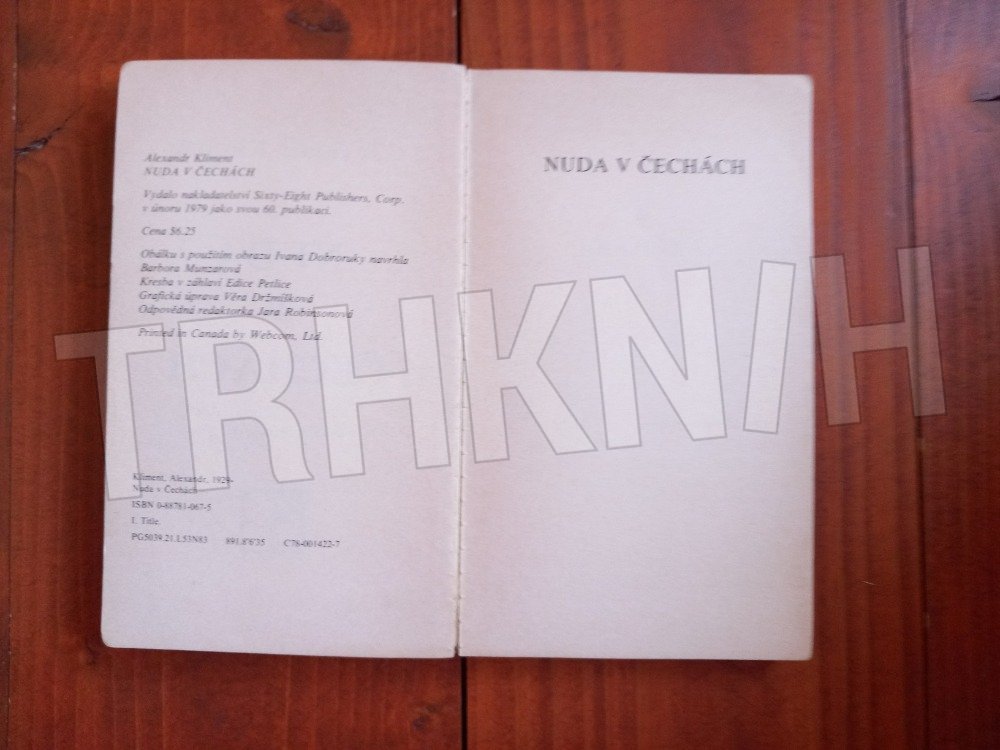 Alexandr Kliment
NUDA V ČECHÁCH
Vydalo nakladatelství Sixty-Eight Publishers, Corp.
v únoru 1979 jako svou 60. publikaci.
Cena $6.25
Obálku s použitím obrazu Ivana Dobroruky navrhla
Barbora Munzarová
Kresba v záhlaví Edice Petlice
Grafická úprava Věra Držmíšková
Odpovědná redaktorka Jara Robinsonová
Printed in Canada by Webcom, Ltd.
Kliment, Alexandr, 1929-
Nuda v Čechách
ISBN 0-88781-067-5
I. Title.
PG5039.21.L53N83 891.8'6'35 C78-001422-7
NUDA V ČECHÁCH
TRHKNIH